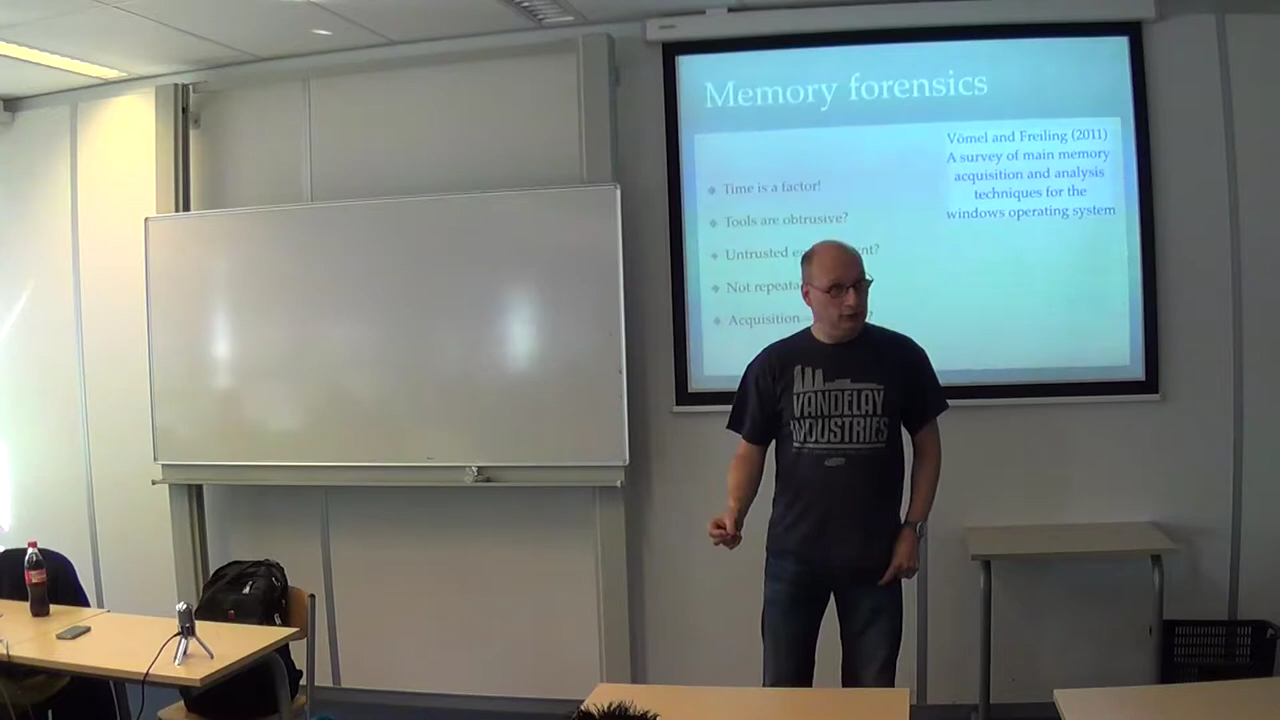 Memory forensics
Vömel and Freiling (2011)
A survey of main memory
acquisition and analysis
techniques for the
windows operating system
Time is a factor!
Tools are obtrusive?
Untrusted
Not
Acquisition
VANDELAY
INDUSTRIES